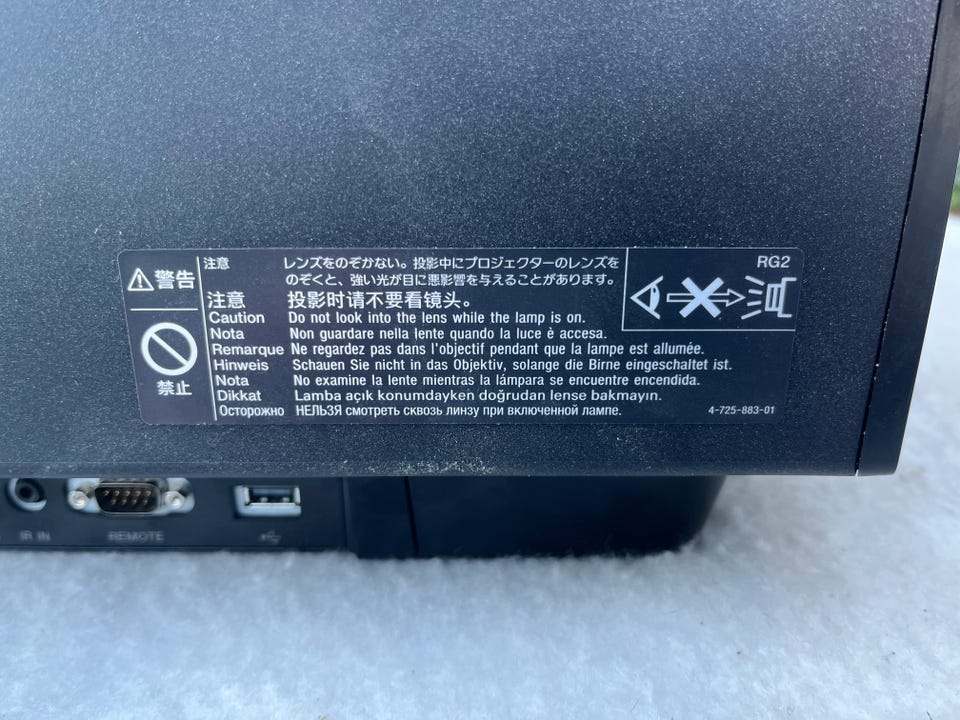 警告
禁止
注意 レンズをのぞかない。投影中にプロジェクターのレンズを
のぞくと、強い光が目に悪影響を与えることがあります。
注意 投影时请不要看镜头。
Caution Do not look into the lens while the lamp is on.
Nota Non guardare nella lente quando la luce è accesa.
Remarque Ne regardez pas dans l'objectif pendant que la lampe est allumée.
Hinweis Schauen Sie nicht in das Objektiv, solange die Birne eingeschaltet ist.
Nota No examine la lente mientras la lámpara se encuentre encendida.
Dikkat Lamba açık konumdayken doğrudan lense bakmayın.
Осторожно НЕЛЬЗЯ смотреть сквозь линзу при включенной лампе.
RG2
4-725-883-01
IR IN
REMOTE